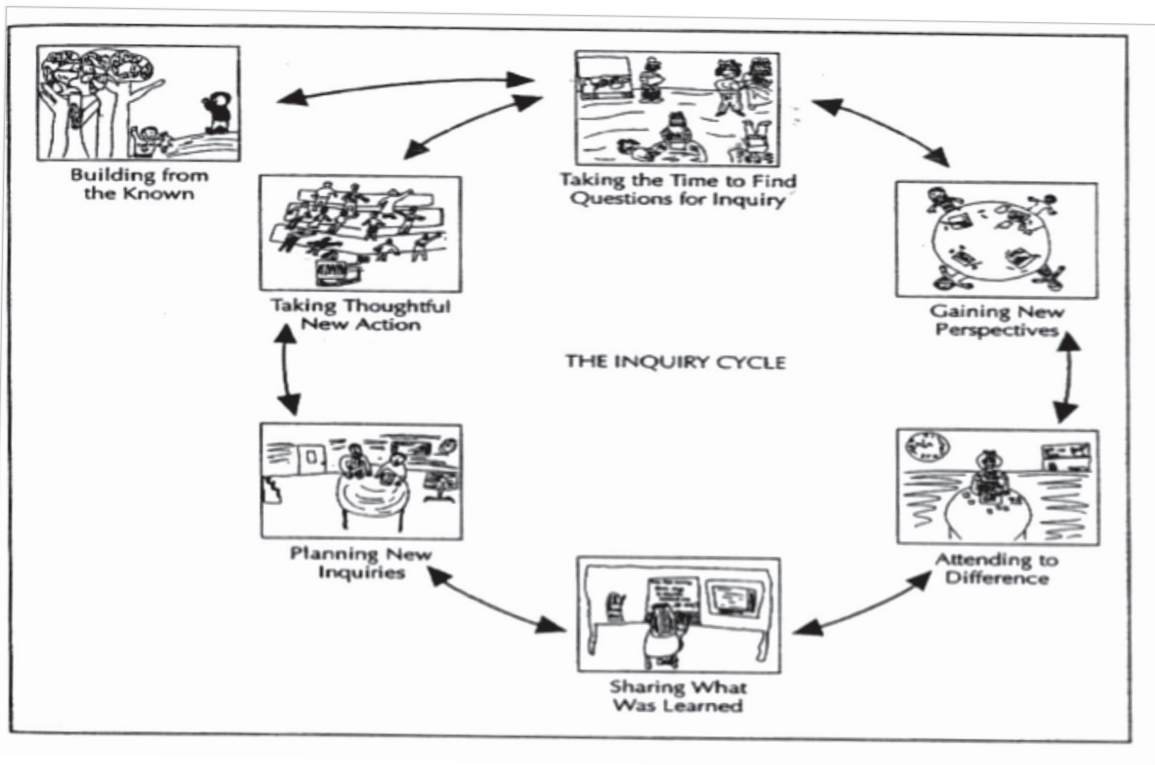 Building from
the Known
Taking the Time to Find
Questions for Inquiry
Gaining New
Perspectives
Attending to
Difference
Sharing What
Was Learned
Planning New
Inquiries
Taking Thoughtful
New Action
THE INQUIRY CYCLE